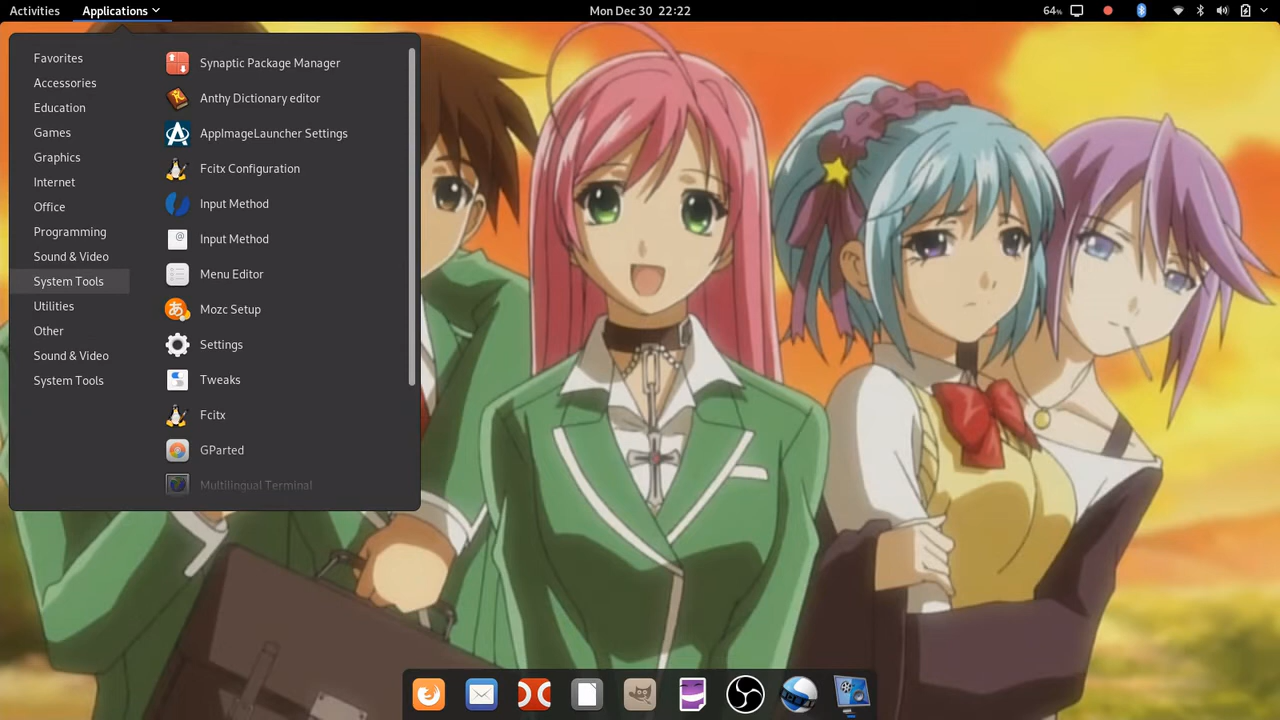 Activities Applications Mon Dec 30 22:22 64%
Favorites
Accessories
Education
Games
Graphics
Internet
Office
Programming
Sound & Video
System Tools
Utilities
Other
Sound & Video
System Tools
Synaptic Package Manager
Anthy Dictionary editor
AppImageLauncher Settings
Fcitx Configuration
Input Method
@
Input Method
Menu Editor
あ
Mozc Setup
Settings
Tweaks
Fcitx
GParted
Multilingual Terminal